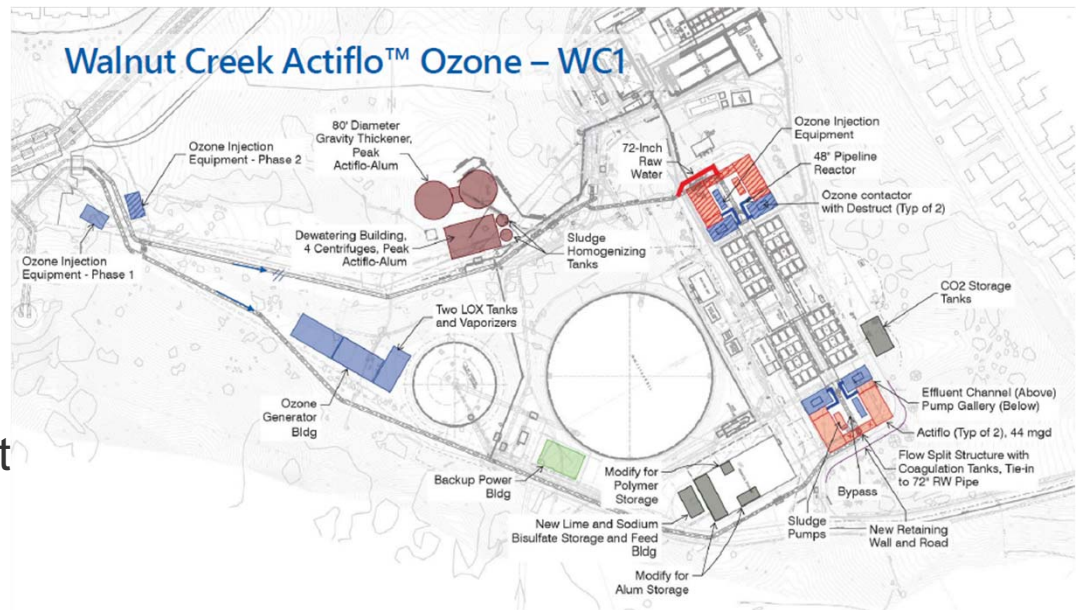 Walnut Creek Actiflo™ Ozone – WC1
80' Diameter
Gravity Thickener,
Peak
Actiflo-Alum
Ozone Injection
Equipment - Phase 2
72-Inch
Raw
Water
Ozone Injection
Equipment
48" Pipeline
Reactor
Ozone contactor
with Destruct (Typ of 2)
Ozone Injection
Equipment - Phase 1
Dewatering Building,
4 Centrifuges, Peak
Actiflo-Alum
Sludge
Homogenizing
Tanks
CO2 Storage
Tanks
Two LOX Tanks
and Vaporizers
Ozone
Generator
Bldg
Effluent Channel (Above)
Pump Gallery (Below)
Actiflo (Typ of 2), 44 mgd
Flow Split Structure with
Coagulation Tanks, Tie-in
to 72" RW Pipe
t
Backup Power
Bldg
Modify for
Polymer
Storage
Bypass
New Lime and Sodium
Bisulfate Storage and Feed
Bldg
Sludge
Pumps
New Retaining
Wall and Road
Modify for
Alum Storage